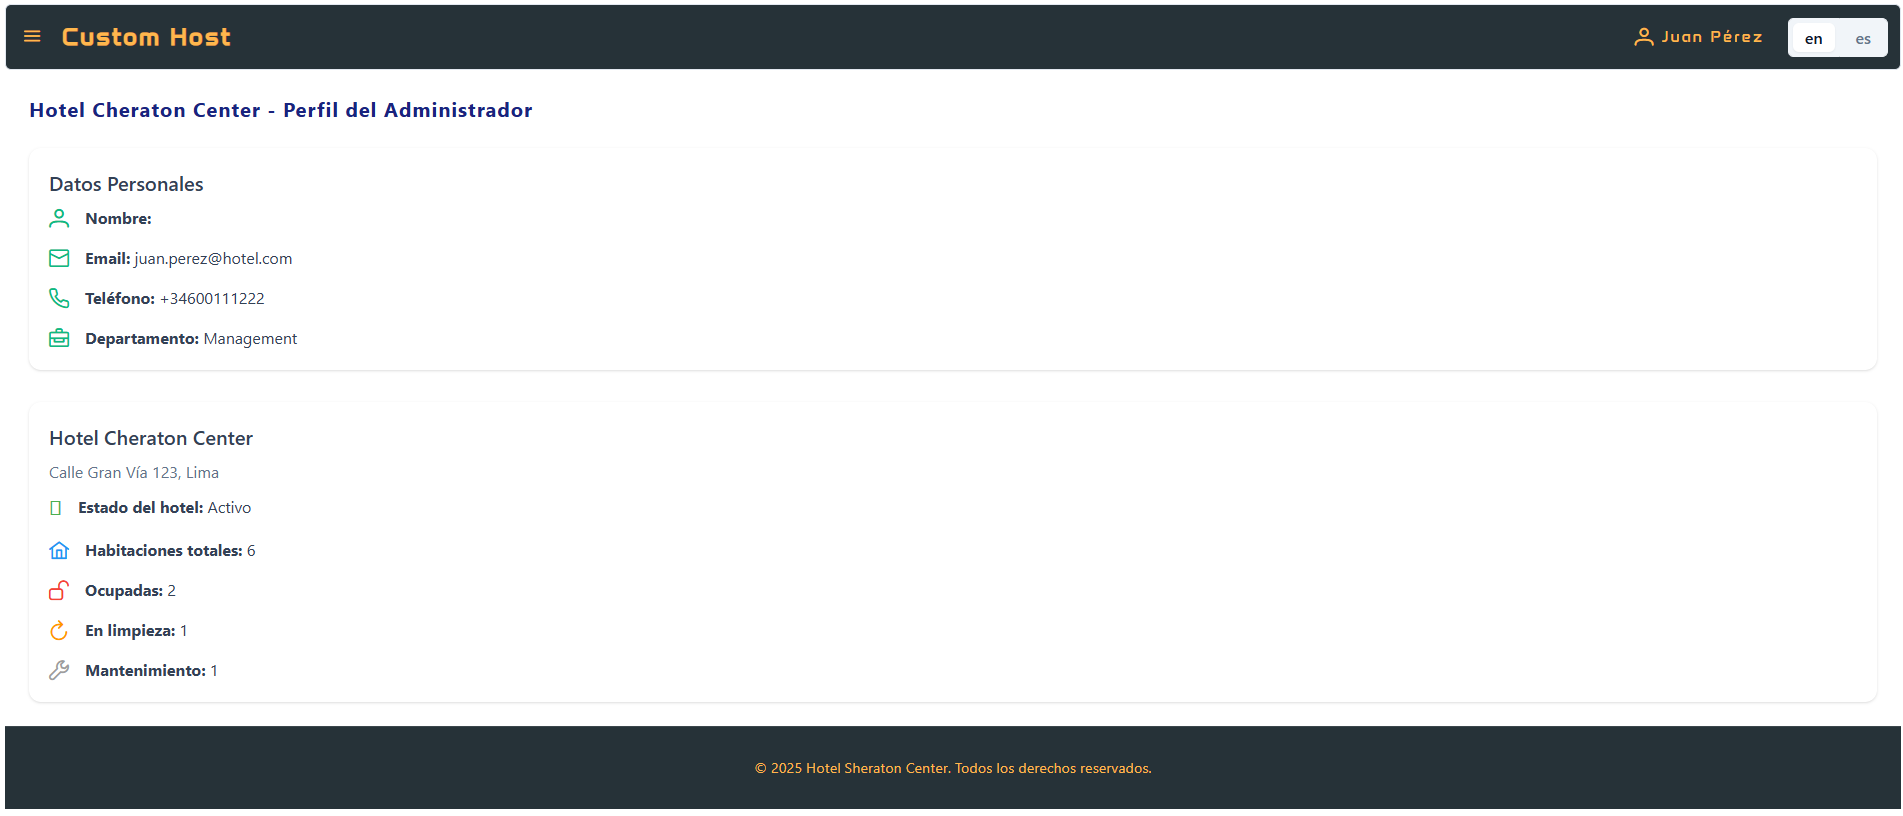 Custom Host
Juan Pérez
en es
Hotel Cheraton Center - Perfil del Administrador
Datos Personales
Nombre:
Email: juan.perez@hotel.com
Teléfono: +34600111222
Departamento: Management
Hotel Cheraton Center
Calle Gran Vía 123, Lima
Estado del hotel: Activo
Habitaciones totales: 6
Ocupadas: 2
En limpieza: 1
Mantenimiento: 1
© 2025 Hotel Sheraton Center. Todos los derechos reservados.